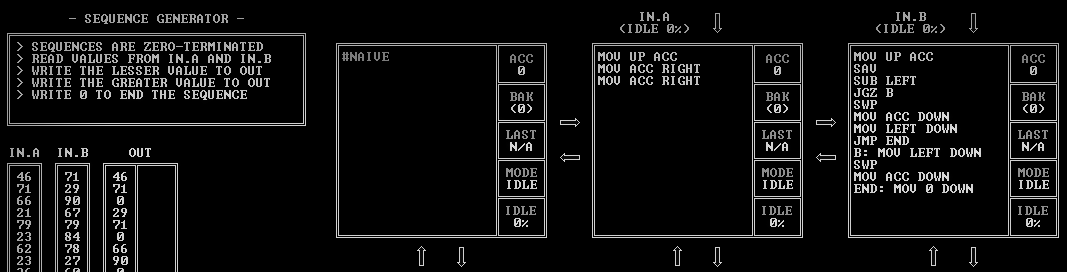 - SEQUENCE GENERATOR -
> SEQUENCES ARE ZERO-TERMINATED
> READ VALUES FROM IN.A AND IN.B
> WRITE THE LESSER VALUE TO OUT
> WRITE THE GREATER VALUE TO OUT
> WRITE 0 TO END THE SEQUENCE
IN.A IN.B OUT
46 71 46
71 29 71
66 90 0
21 67 29
79 79 71
23 84 0
62 78 66
23 27 90
#NAIVE
ACC
0
BAK
(0)
LAST
N/A
MODE
IDLE
IDLE
0%
IN.A
(IDLE 0%)
MOV UP ACC
MOV ACC RIGHT
MOV ACC RIGHT
ACC
0
BAK
(0)
LAST
N/A
MODE
IDLE
IDLE
0%
IN.B
(IDLE 0%)
MOV UP ACC
SAV
SUB LEFT
JGZ B
SWP
MOV ACC DOWN
MOV LEFT DOWN
JMP END
B: MOV LEFT DOWN
SWP
MOV ACC DOWN
END: MOV 0 DOWN
ACC
0
BAK
(0)
LAST
N/A
MODE
IDLE
IDLE
0%